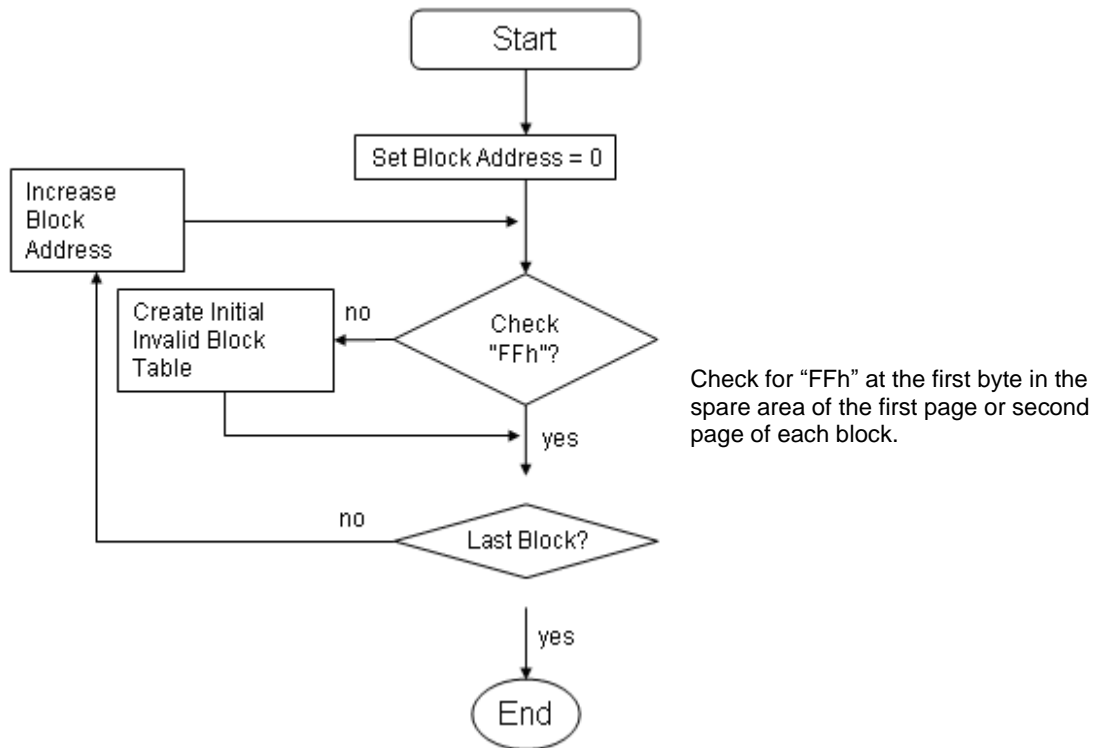 Start
Set Block Address = 0
Increase
Block
Address
Create Initial
Invalid Block
Table
no
Check
"FFh"?
Check for “FFh” at the first byte in the
spare area of the first page or second
page of each block.
yes
no
Last Block?
yes
End